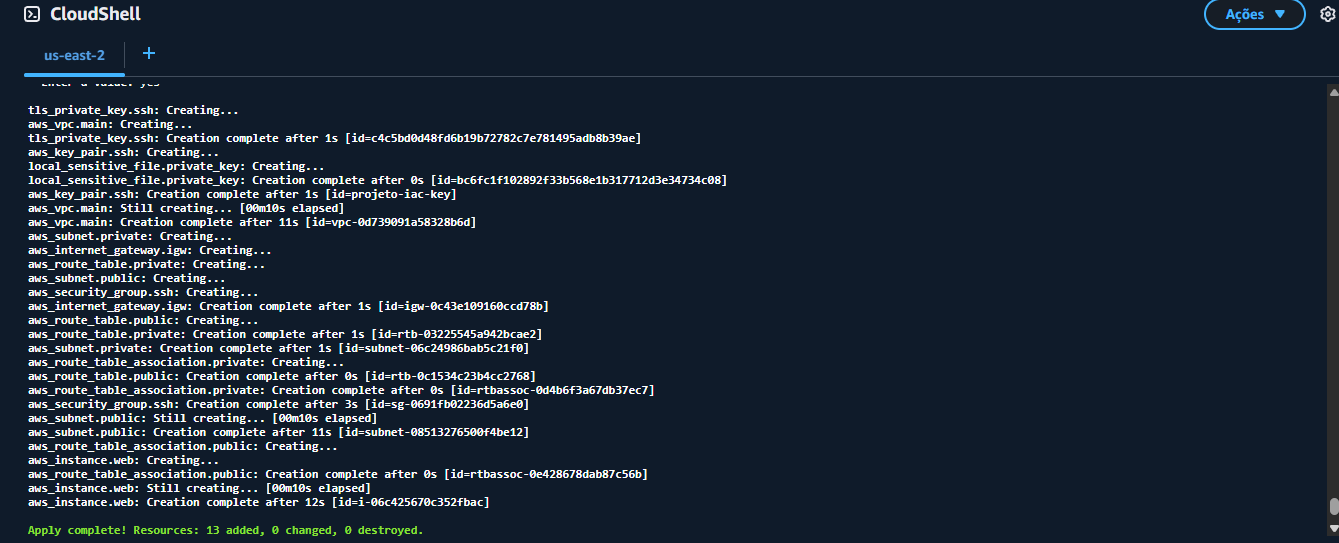 CloudShell
Ações
us-east-2
+
Enter a value: yes
tls_private_key.ssh: Creating...
aws_vpc.main: Creating...
tls_private_key.ssh: Creation complete after 1s [id=c4c5bd0d48fd6b19b72782c7e781495adb8b39ae]
aws_key_pair.ssh: Creating...
local_sensitive_file.private_key: Creating...
local_sensitive_file.private_key: Creation complete after 0s [id=bc6fc1f102892f33b568e1b317712d3e34734c08]
aws_key_pair.ssh: Creation complete after 1s [id=projeto-iac-key]
aws_vpc.main: Still creating... [00m10s elapsed]
aws_vpc.main: Creation complete after 11s [id=vpc-0d739091a58328b6d]
aws_subnet.private: Creating...
aws_internet_gateway.igw: Creating...
aws_route_table.private: Creating...
aws_subnet.public: Creating...
aws_security_group.ssh: Creating...
aws_internet_gateway.igw: Creation complete after 1s [id=igw-0c43e109160ccd78b]
aws_route_table.public: Creating...
aws_route_table.private: Creation complete after 1s [id=rtb-03225545a942bcae2]
aws_subnet.private: Creation complete after 1s [id=subnet-06c24986bab5c21f0]
aws_route_table_association.private: Creating...
aws_route_table.public: Creation complete after 0s [id=rtb-0c1534c23b4cc2768]
aws_route_table_association.private: Creation complete after 0s [id=rtbassoc-0d4b6f3a67db37ec7]
aws_security_group.ssh: Creation complete after 3s [id=sg-0691fb02236d5a6e0]
aws_subnet.public: Still creating... [00m10s elapsed]
aws_subnet.public: Creation complete after 11s [id=subnet-08513276500f4be12]
aws_route_table_association.public: Creating...
aws_instance.web: Creating...
aws_route_table_association.public: Creation complete after 0s [id=rtbassoc-0e428678dab87c56b]
aws_instance.web: Still creating... [00m10s elapsed]
aws_instance.web: Creation complete after 12s [id=i-06c425670c352fbac]
Apply complete! Resources: 13 added, 0 changed, 0 destroyed.